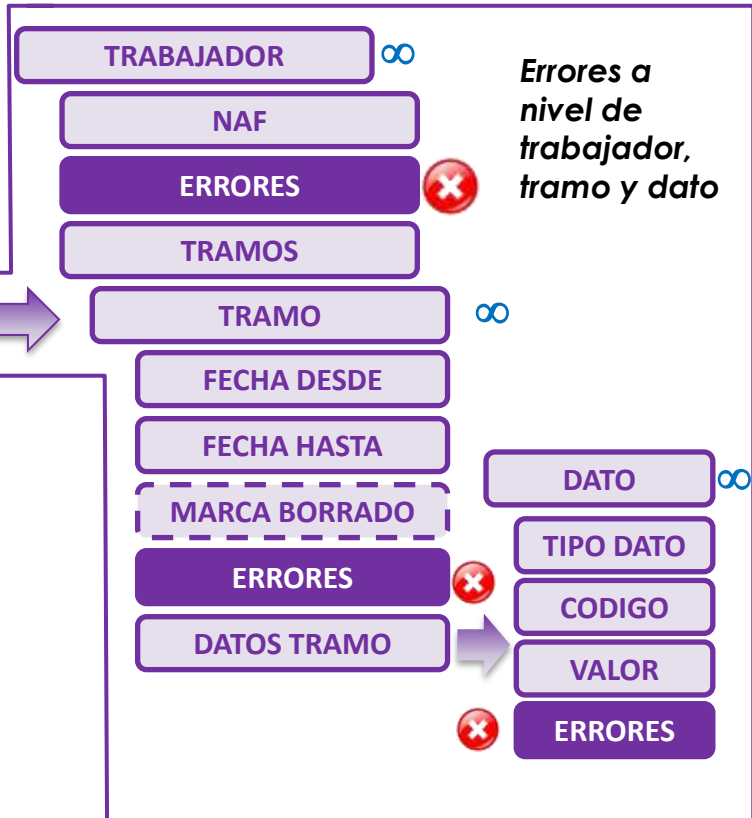 TRABAJADOR ∞
Errores a
nivel de
trabajador,
tramo y dato
NAF
ERRORES
TRAMOS
TRAMO ∞
FECHA DESDE
FECHA HASTA
MARCA BORRADO
ERRORES
DATOS TRAMO
DATO ∞
TIPO DATO
CODIGO
VALOR
ERRORES